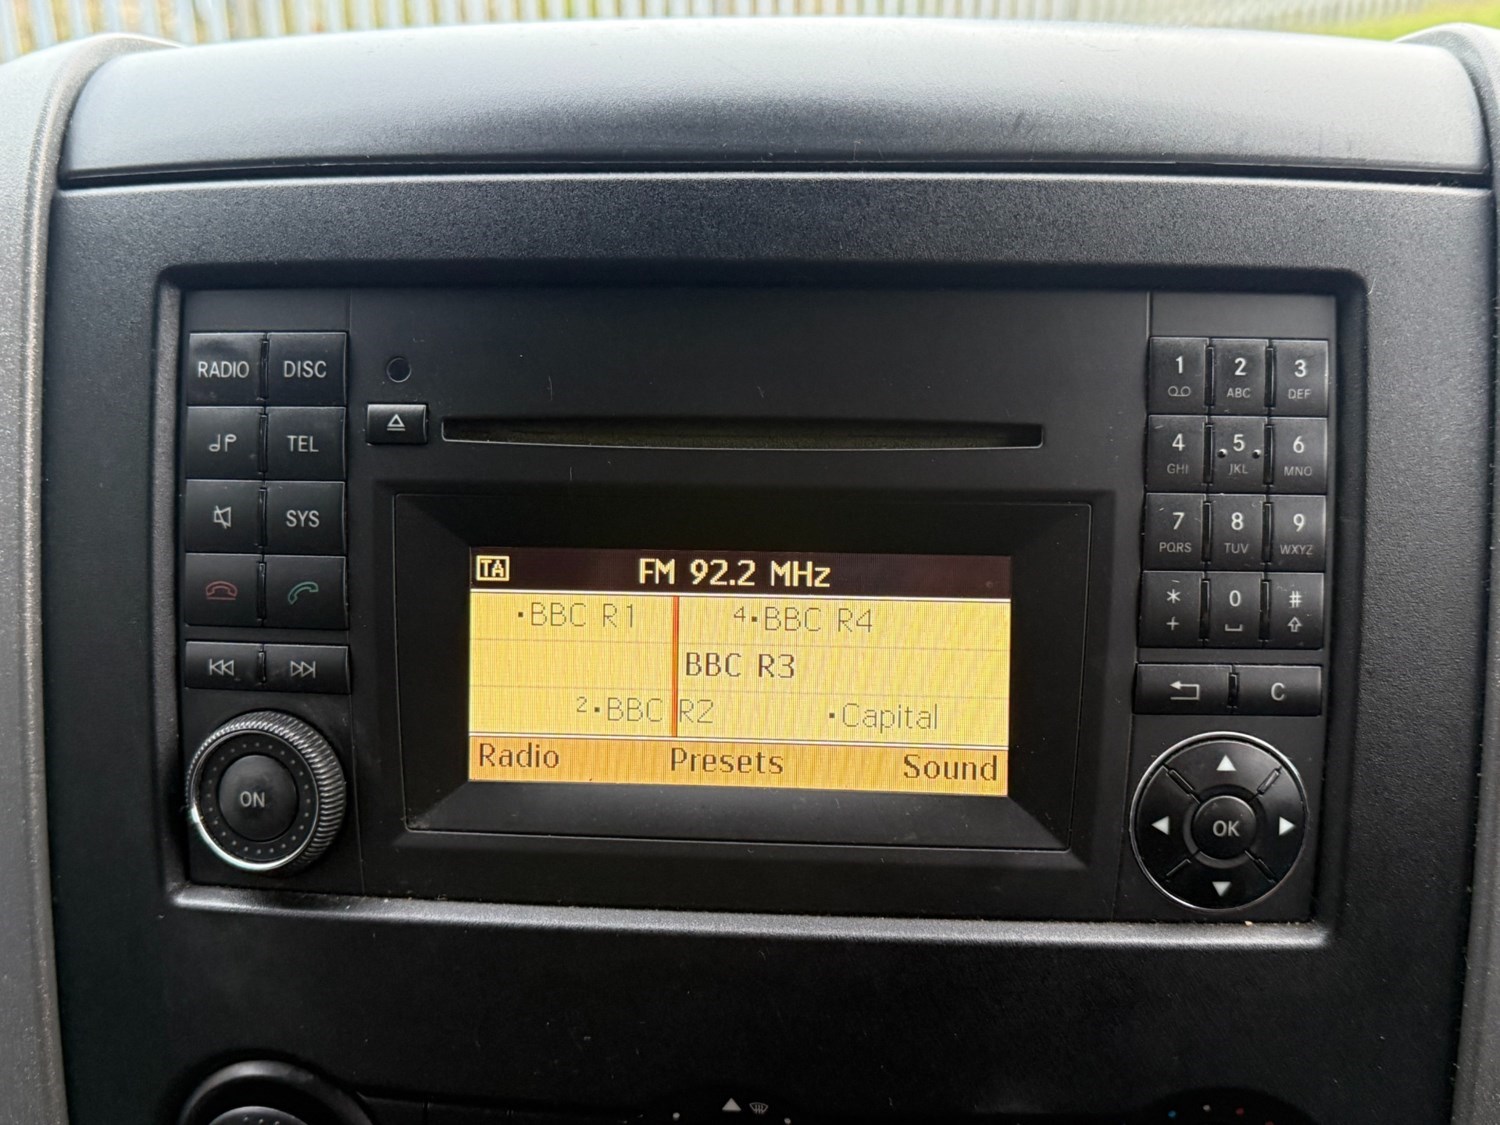 RADIO DISC
TEL
SYS
ON
TA FM 92.2 MHz
·BBC R1 4·BBC R4
BBC R3
2·BBC R2 ·Capital
Radio Presets Sound
1 2 3
ABC DEF
4 5 6
GHI JKL MNO
7 8 9
PQRS TUV WXYZ
* 0 #
+
C
OK